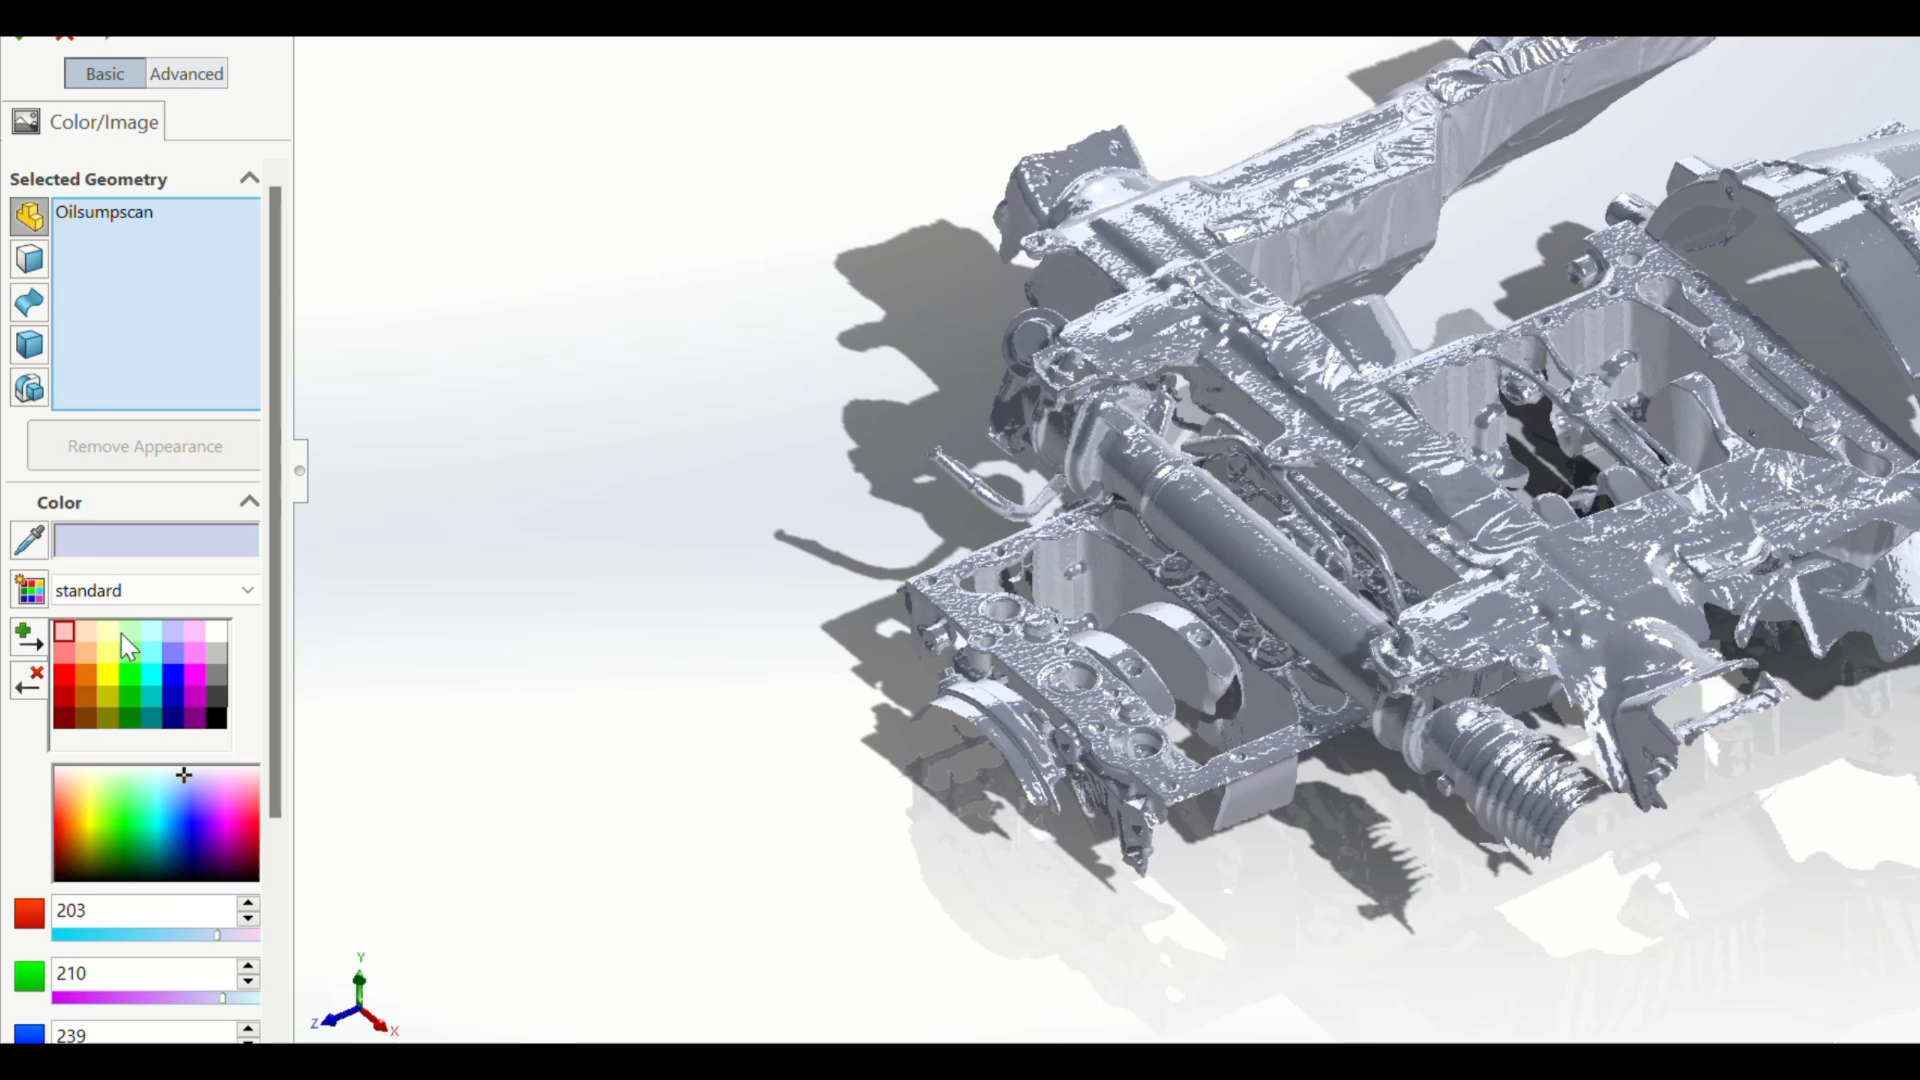 Basic Advanced
Color/Image
Selected Geometry
Oilsumpscan
Remove Appearance
Color
standard
203
210
239
Y
Z
X